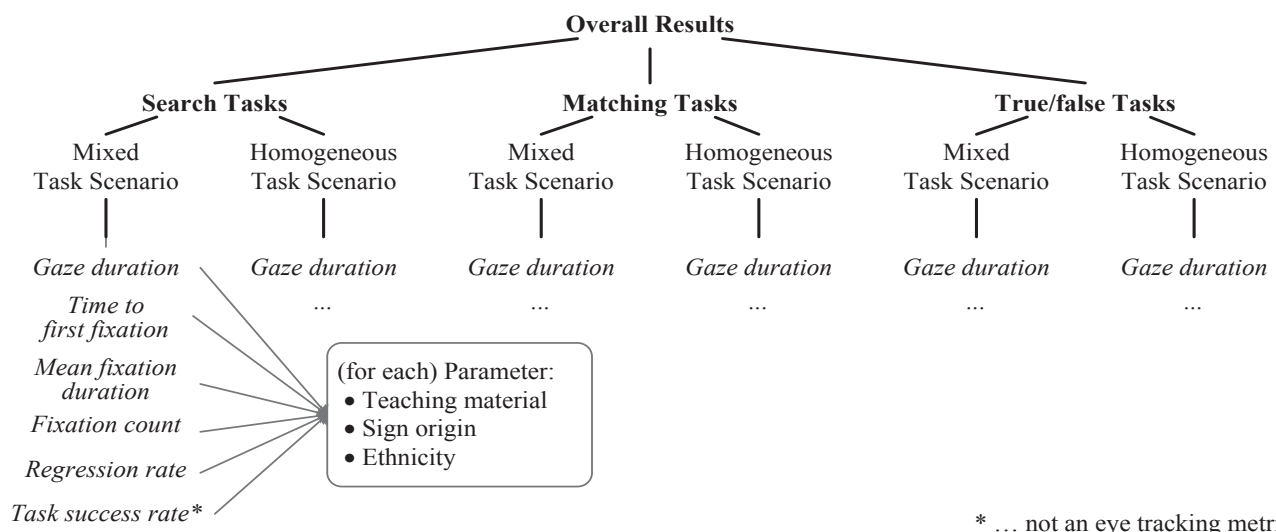 Overall Results
Search Tasks Matching Tasks True/false Tasks
Mixed Homogeneous Mixed Homogeneous Mixed Homogeneous
Task Scenario Task Scenario Task Scenario Task Scenario Task Scenario Task Scenario
Gaze duration Gaze duration Gaze duration Gaze duration Gaze duration Gaze duration
Time to ... ... ... ... ...
first fixation
Mean fixation
duration
Fixation count
Regression rate
Task success rate*
(for each) Parameter:
• Teaching material
• Sign origin
• Ethnicity
* ... not an eye tracking metri